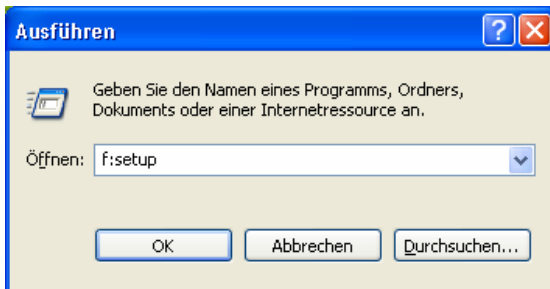 Ausführen
Geben Sie den Namen eines Programms, Ordners,
Dokuments oder einer Internetressource an.
Öffnen: f:setup
OK Abbrechen Durchsuchen...